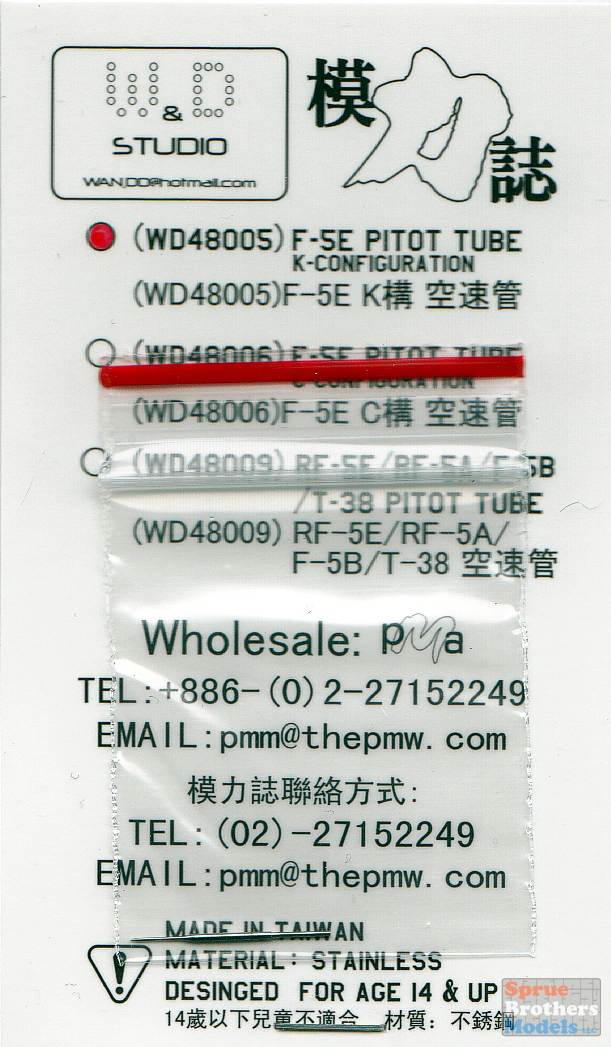 W&D
STUDIO
WAN.DD@hotmail.com
模力誌
(WD48005) F-5E PITOT TUBE
K-CONFIGURATION
(WD48005)F-5E K構 空速管
(WD48006) F-5E PITOT TUBE
C-CONFIGURATION
(WD48006)F-5E C構 空速管
(WD48009) RF-5E/RF-5A/F-5B
/T-38 PITOT TUBE
(WD48009) RF-5E/RF-5A/
F-5B/T-38 空速管
Wholesale: pma
TEL:+886-(0)2-27152249
EMAIL:pmm@thepmw.com
模力誌聯絡方式:
TEL:(02)-27152249
EMAIL:pmm@thepmw.com
MADE IN TAIWAN
MATERIAL: STAINLESS
DESINGED FOR AGE 14 & UP
14歲以下兒童不適合 材質: 不銹鋼
Sprue
Brothers
Models LLC